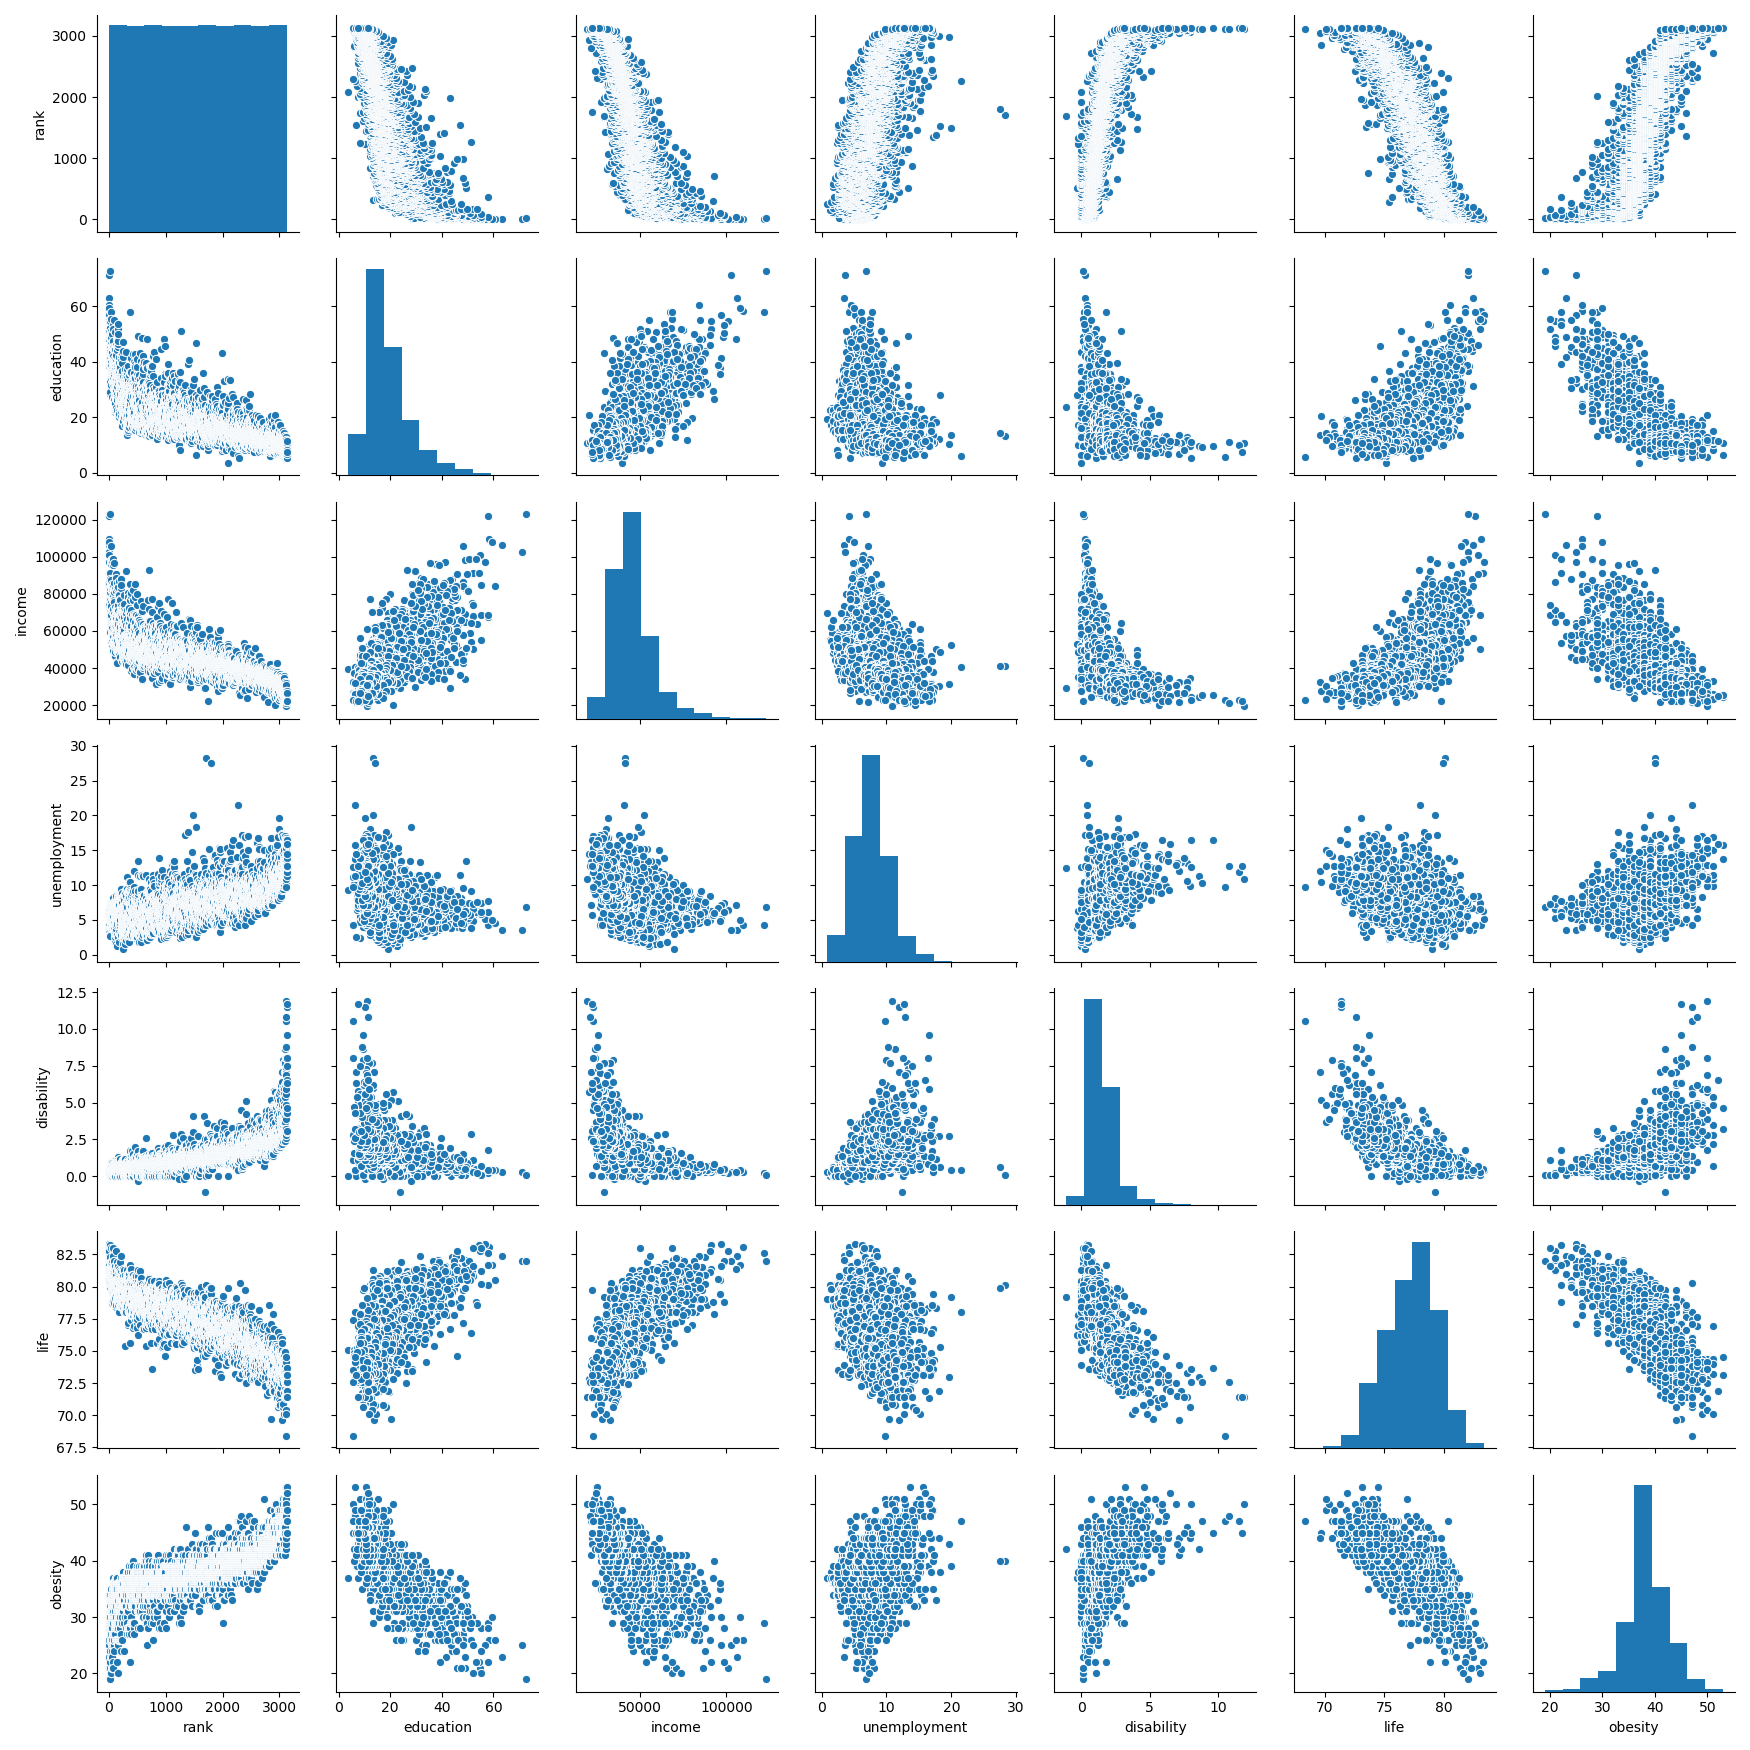 rank
3000
2000
1000
0
education
60
40
20
0
income
120000
100000
80000
60000
40000
20000
unemployment
30
25
20
15
10
5
0
disability
12.5
10.0
7.5
5.0
2.5
0.0
life
82.5
80.0
77.5
75.0
72.5
70.0
67.5
obesity
50
40
30
20
0 1000 2000 3000
0 20 40 60
50000 100000
0 10 20 30
0 5 10
70 75 80
20 30 40 50
rank education income unemployment disability life obesity